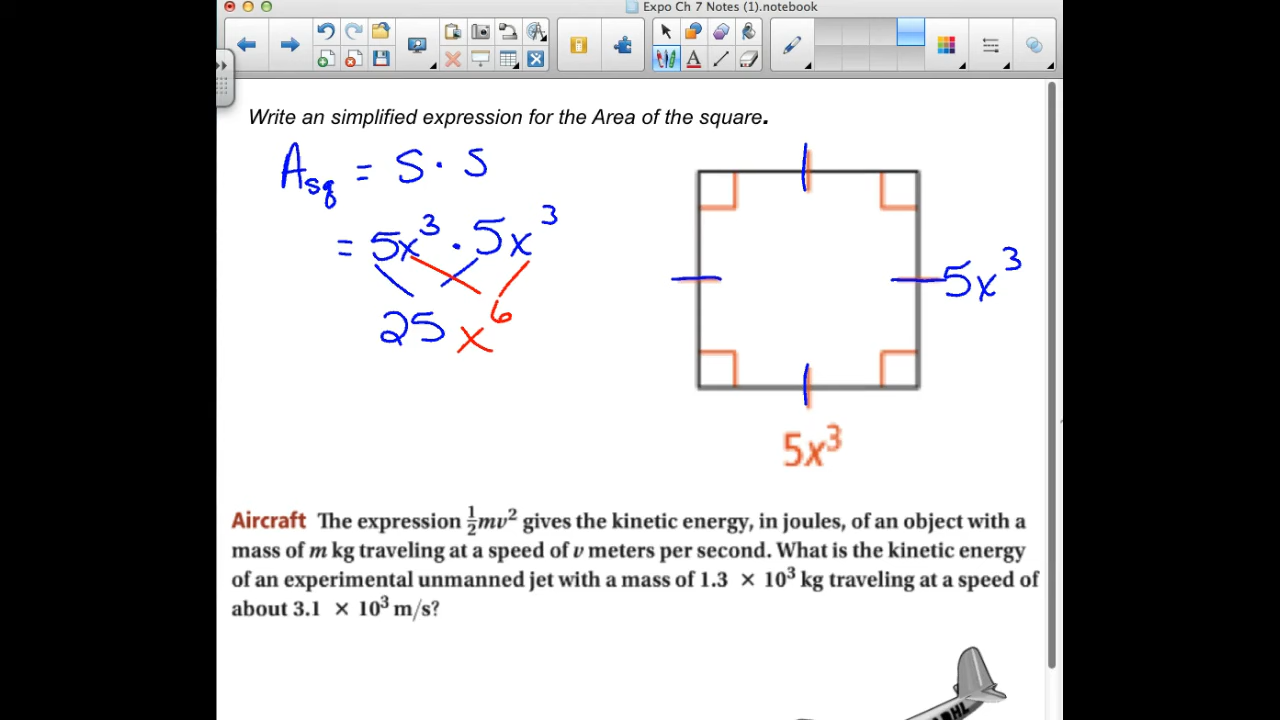 Expo Ch 7 Notes (1).notebook
Write an simplified expression for the Area of the square.
A_sq = S · S
= 5x³ · 5x³
25x⁶
5x³
5x³
Aircraft The expression ½mv² gives the kinetic energy, in joules, of an object with a
mass of m kg traveling at a speed of v meters per second. What is the kinetic energy
of an experimental unmanned jet with a mass of 1.3 × 10³ kg traveling at a speed of
about 3.1 × 10³ m/s?
DHL